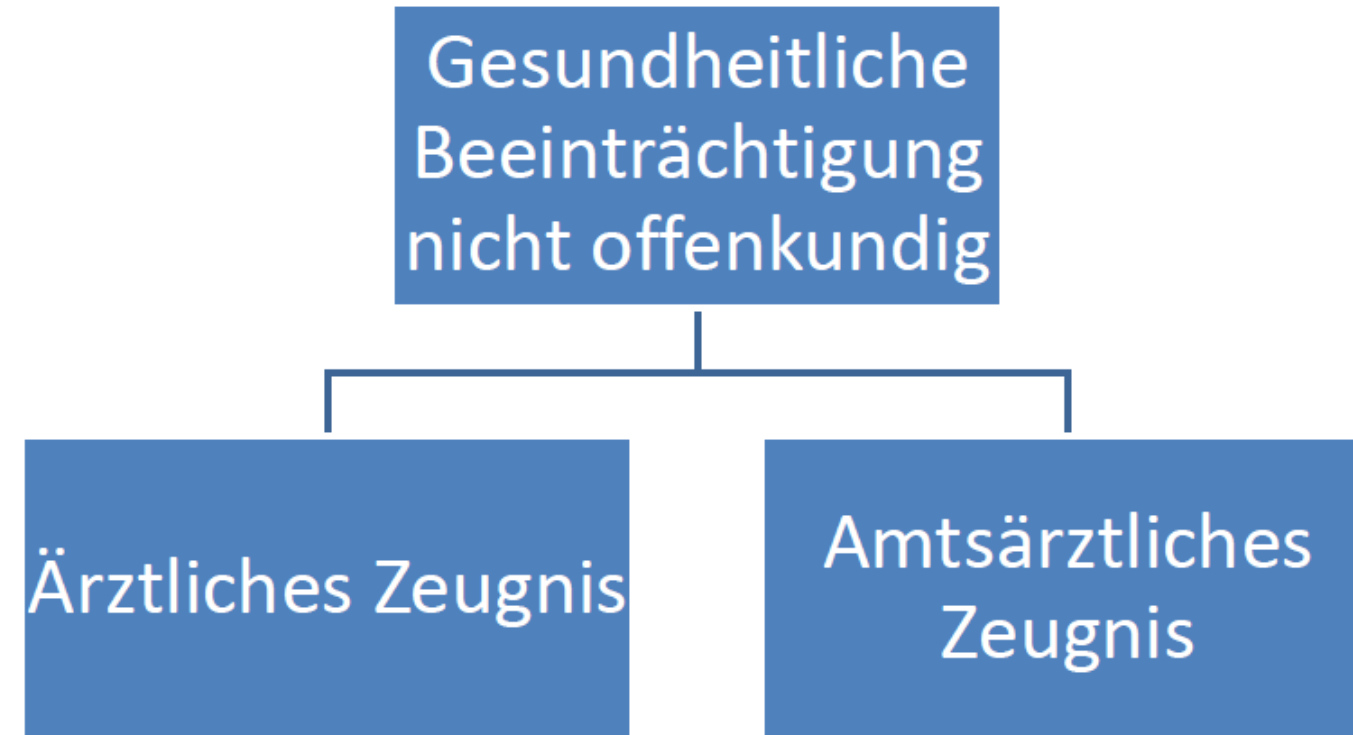 Gesundheitliche
Beeinträchtigung
nicht offenkundig
Ärztliches Zeugnis
Amtsärztliches
Zeugnis